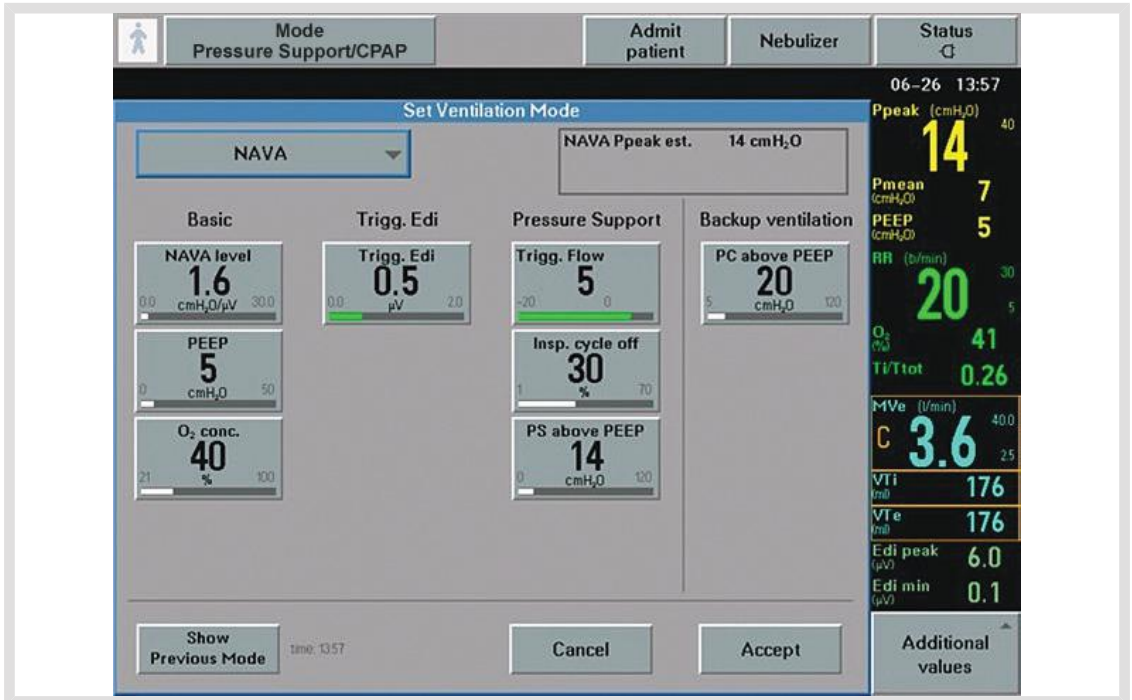 Mode
Pressure Support/CPAP
Admit
patient
Nebulizer
Status
06-26 13:57
Set Ventilation Mode
NAVA
NAVA Ppeak est. 14 cmH₂O
Basic
Trigg. Edi
Pressure Support
Backup ventilation
NAVA level
1.6
0.0 cmH₂O/µV 30.0
Trigg. Edi
0.5
0.0 µV 2.0
Trigg. Flow
5
-20 0
PC above PEEP
20
5 cmH₂O 120
PEEP
5
0 cmH₂O 50
Insp. cycle off
30
1 % 70
O₂ conc.
40
21 % 100
PS above PEEP
14
0 cmH₂O 120
Show
Previous Mode
time: 13:57
Cancel
Accept
Ppeak (cmH₂O)
14 40
Pmean
(cmH₂O) 7
PEEP
(cmH₂O) 5
RR (b/min)
20 30
5
O₂
(%) 41
Ti/Ttot 0.26
MVe (l/min)
C 3.6 40.0
2.5
VTi
(ml) 176
VTe
(ml) 176
Edi peak
(µV) 6.0
Edi min
(µV) 0.1
Additional
values